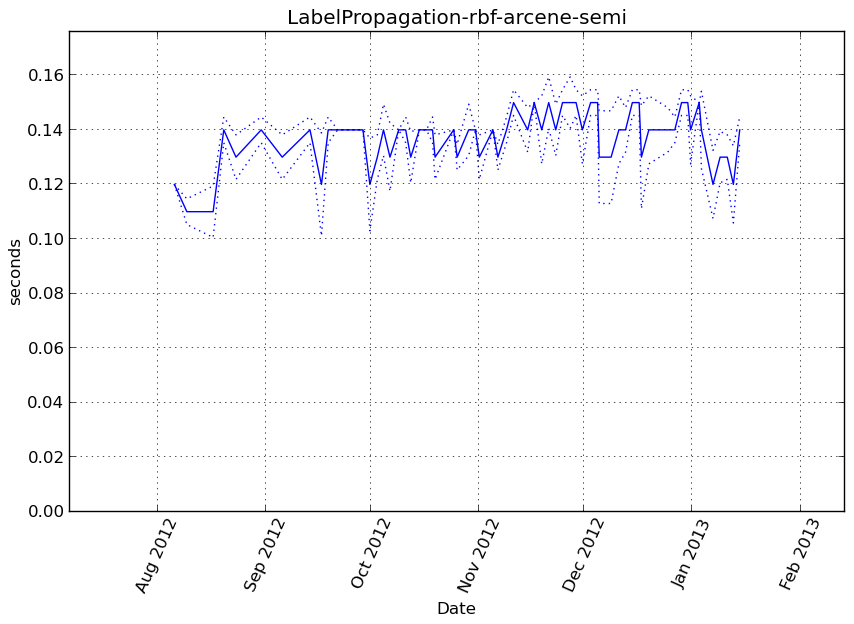 LabelPropagation-rbf-arcene-semi
0.16
0.14
0.12
0.10
0.08
0.06
0.04
0.02
0.00
seconds
Aug 2012
Sep 2012
Oct 2012
Nov 2012
Dec 2012
Jan 2013
Feb 2013
Date